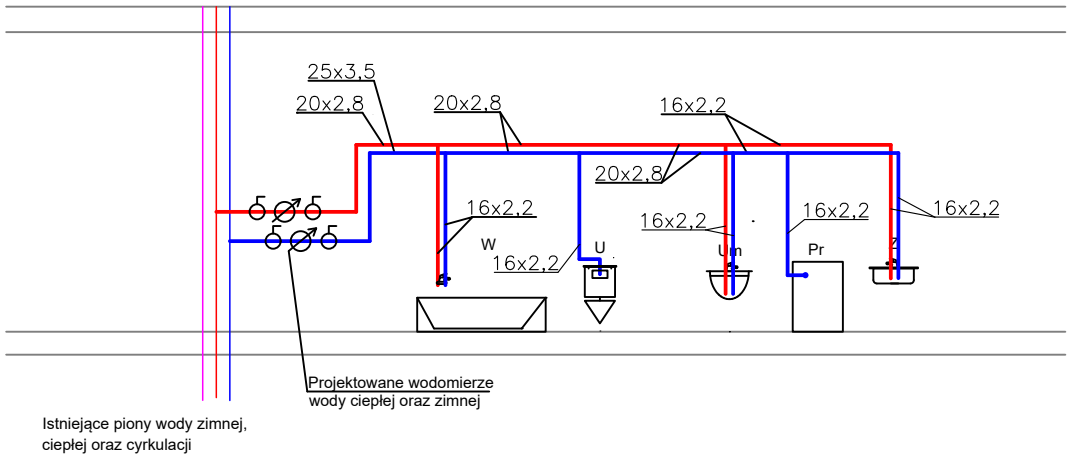 25x3,5
20x2,8
20x2,8
16x2,2
20x2,8
16x2,2
W
16x2,2
U
16x2,2
Um
16x2,2
Pr
Z
16x2,2
Projektowane wodomierze
wody ciepłej oraz zimnej
Istniejące piony wody zimnej,
ciepłej oraz cyrkulacji